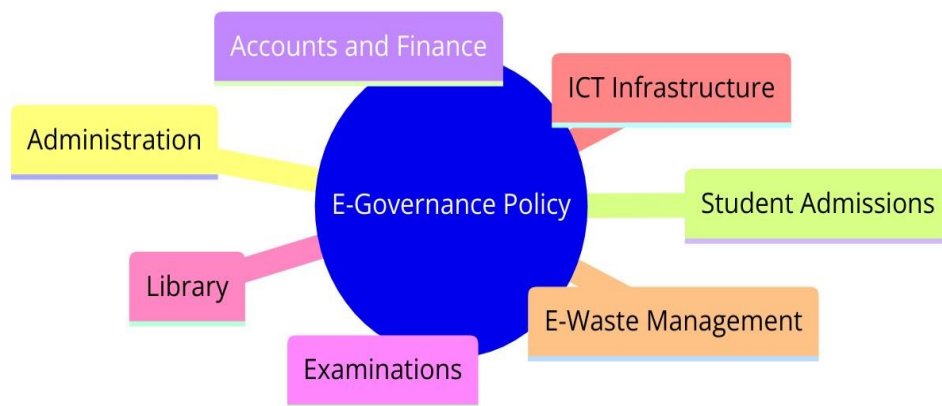 Accounts and Finance
ICT Infrastructure
Administration
E-Governance Policy
Student Admissions
Library
E-Waste Management
Examinations